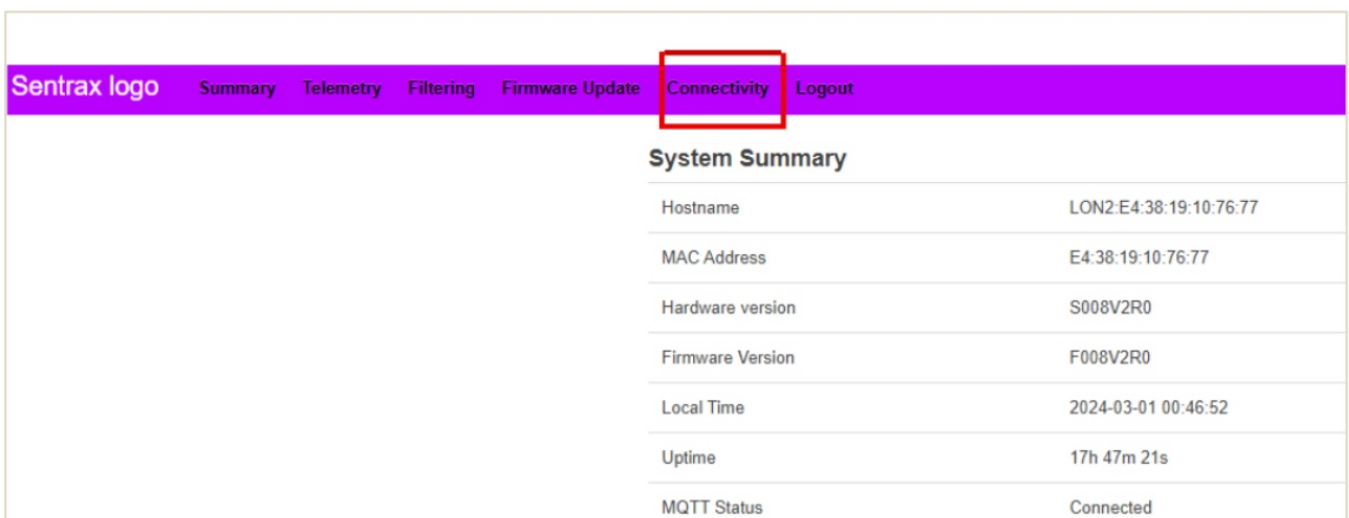 Sentrax logo Summary Telemetry Filtering Firmware Update Connectivity Logout
System Summary
Hostname LON2:E4:38:19:10:76:77
MAC Address E4:38:19:10:76:77
Hardware version S008V2R0
Firmware Version F008V2R0
Local Time 2024-03-01 00:46:52
Uptime 17h 47m 21s
MQTT Status Connected